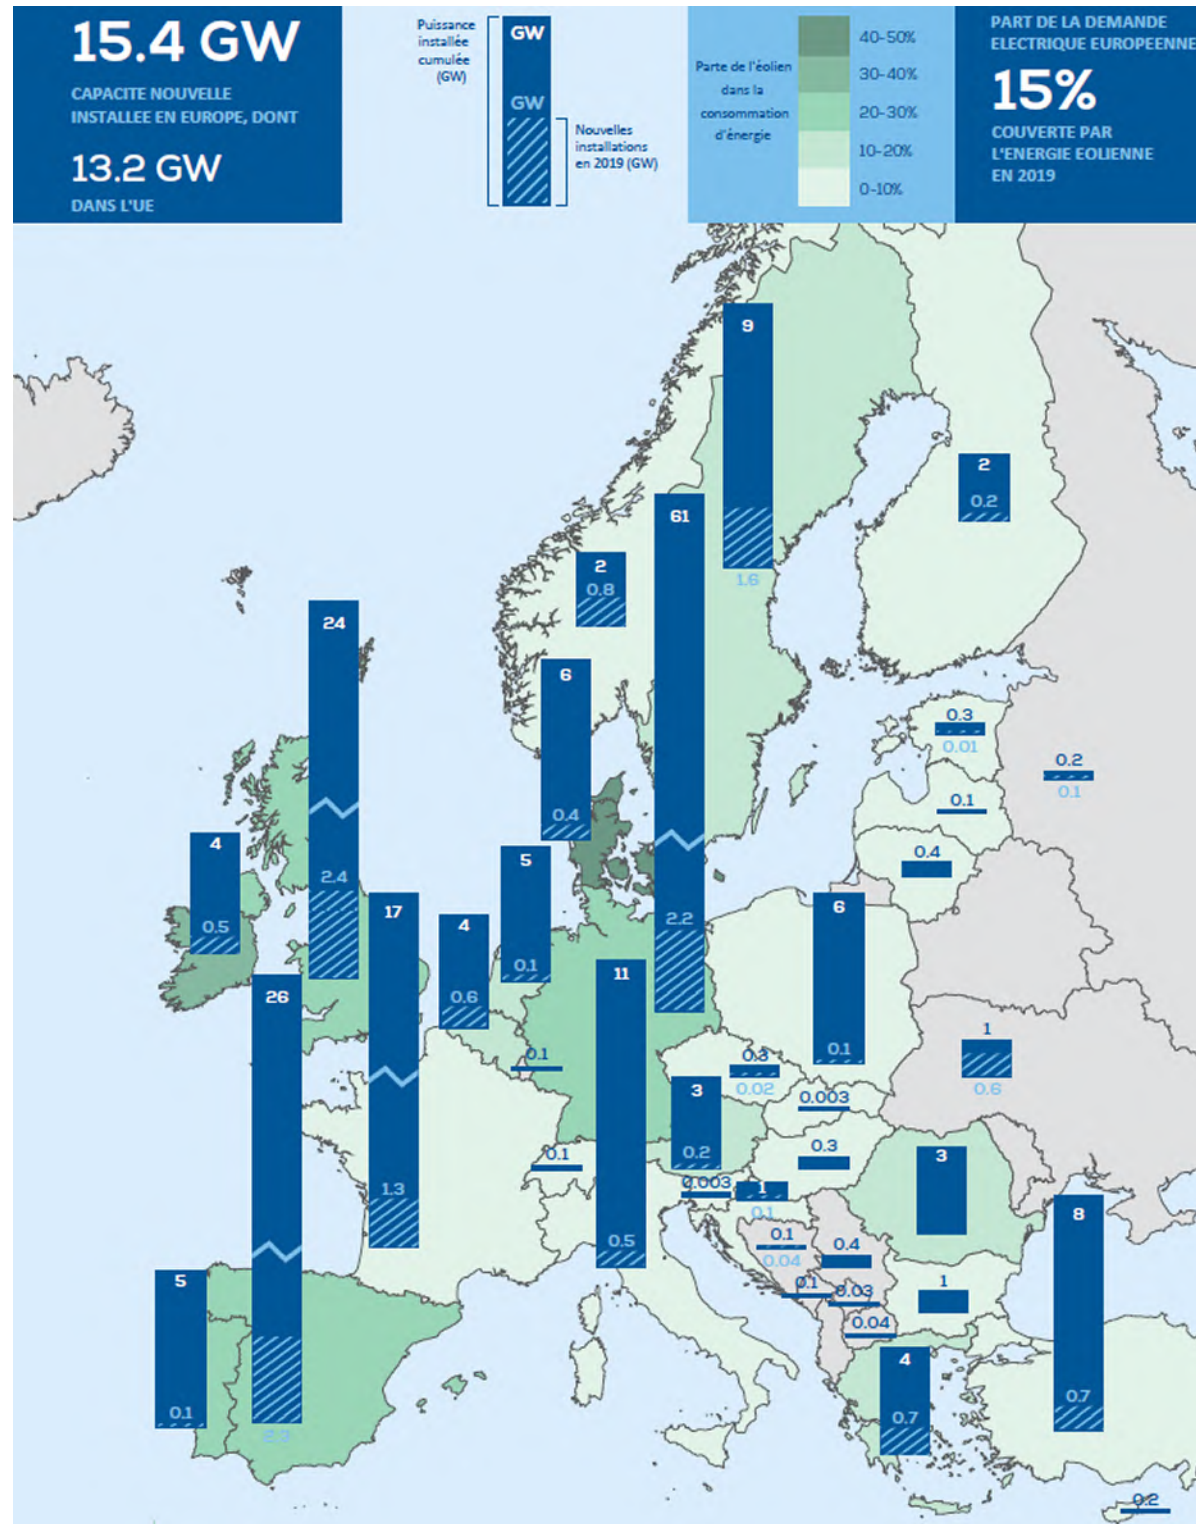 15.4 GW
CAPACITE NOUVELLE
INSTALLEE EN EUROPE, DONT
13.2 GW
DANS L'UE
Puissance
installée
cumulée
(GW)
GW
GW
Nouvelles
installations
en 2019 (GW)
Parte de l'éolien
dans la
consommation
d'énergie
40-50%
30-40%
20-30%
10-20%
0-10%
PART DE LA DEMANDE
ELECTRIQUE EUROPEENNE
15%
COUVERTE PAR
L'ENERGIE EOLIENNE
EN 2019
9
1.6
2
0.2
61
2.2
2
0.8
24
2.4
6
0.4
0.3
0.01
0.2
0.1
0.1
0.4
4
0.5
5
0.1
17
1.3
4
0.6
6
0.1
11
0.5
26
1
0.6
0.1
0.3
0.02
3
0.2
0.003
0.3
0.1
0.003
1
0.1
3
8
0.7
0.1
0.04
0.4
0.1
0.03
1
0.04
5
0.1
4
0.7
0.2